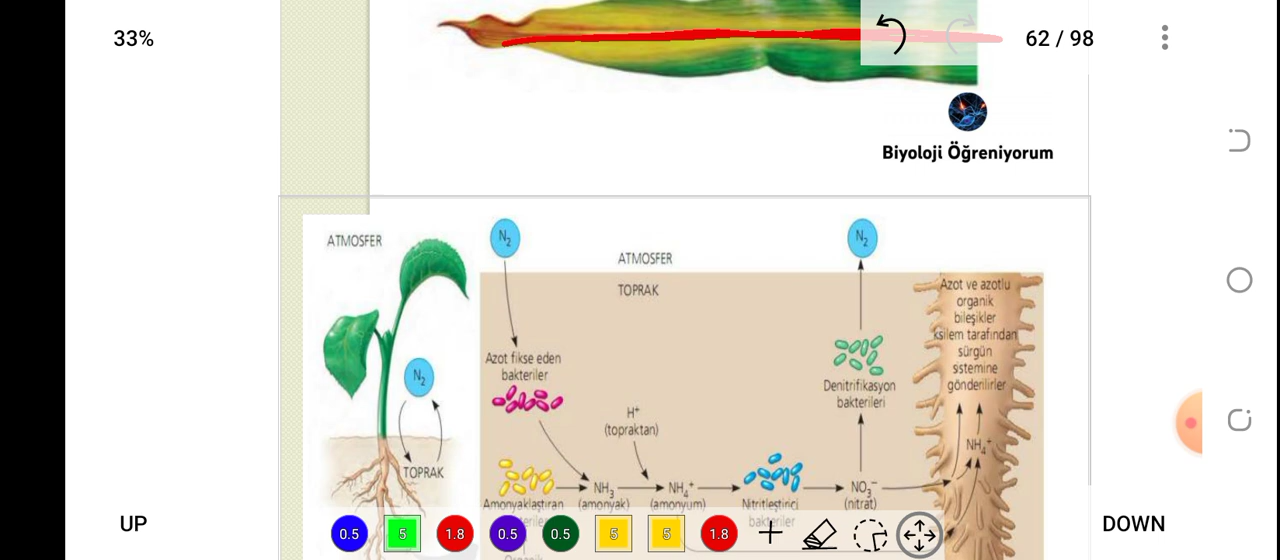 33%
62 / 98
Biyoloji Öğreniyorum
ATMOSFER
N2
N2
ATMOSFER
TOPRAK
Azot ve azotlu
organik
bileşikler
ksilem tarafından
sürgün
sistemine
gönderilirler
Azot fikse eden
bakteriler
N2
Denitrifikasyon
bakterileri
H+
(topraktan)
NH4+
TOPRAK
NH3
NH4+
NO3−
Amonyaklaştıran
(amonyak)
(amonyum)
Nitritleştirici
(nitrat)
bakteriler
UP
0.5
5
1.8
0.5
0.5
5
5
1.8
DOWN